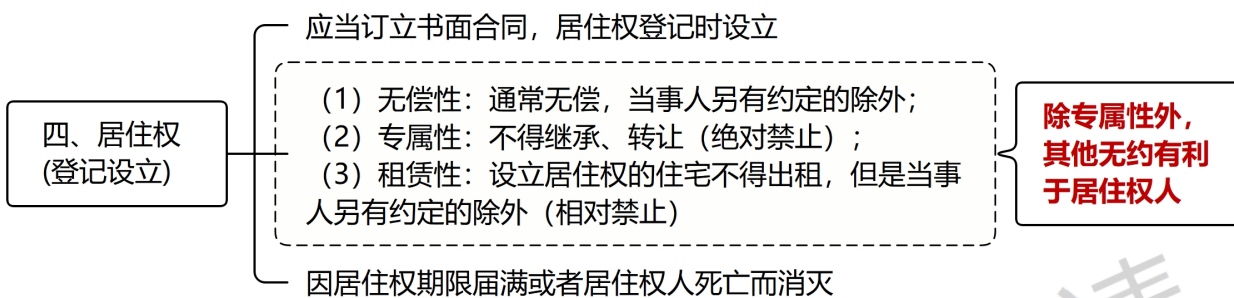 应当订立书面合同，居住权登记时设立
四、居住权
(登记设立)
（1）无偿性：通常无偿，当事人另有约定的除外；
（2）专属性：不得继承、转让（绝对禁止）；
（3）租赁性：设立居住权的住宅不得出租，但是当事
人另有约定的除外（相对禁止）
除专属性外，
其他无约有利
于居住权人
因居住权期限届满或者居住权人死亡而消灭